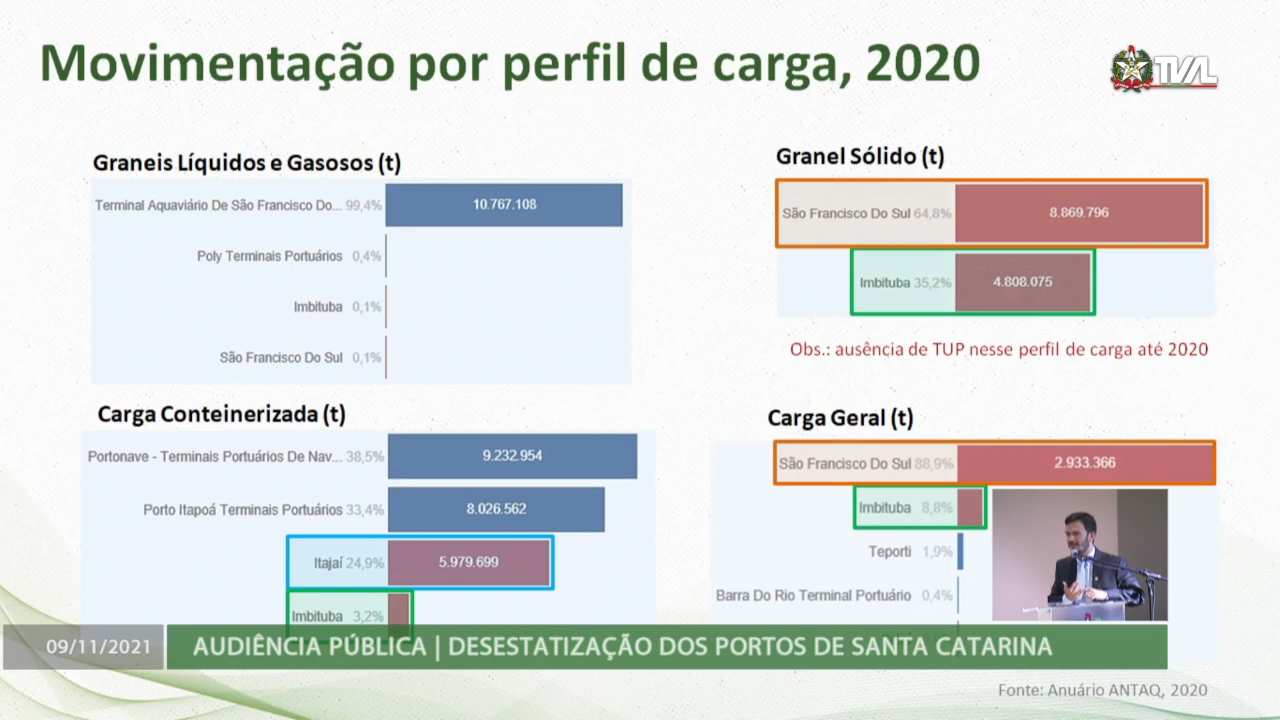 Movimentação por perfil de carga, 2020
TVAL
Graneis Líquidos e Gasosos (t)
Terminal Aquaviário De São Francisco Do... 99,4% 10.767.108
Poly Terminais Portuários 0,4%
Imbituba 0,1%
São Francisco Do Sul 0,1%
Granel Sólido (t)
São Francisco Do Sul 64,8% 8.869.796
Imbituba 35,2% 4.808.075
Obs.: ausência de TUP nesse perfil de carga até 2020
Carga Conteinerizada (t)
Portonave - Terminais Portuários De Nav... 38,5% 9.232.954
Porto Itapoá Terminais Portuários 33,4% 8.026.562
Itajaí 24,9% 5.979.699
Imbituba 3,2%
Carga Geral (t)
São Francisco Do Sul 88,9% 2.933.366
Imbituba 8,8%
Teporti 1,9%
Barra Do Rio Terminal Portuário 0,4%
09/11/2021
AUDIÊNCIA PÚBLICA | DESESTATIZAÇÃO DOS PORTOS DE SANTA CATARINA
Fonte: Anuário ANTAQ, 2020